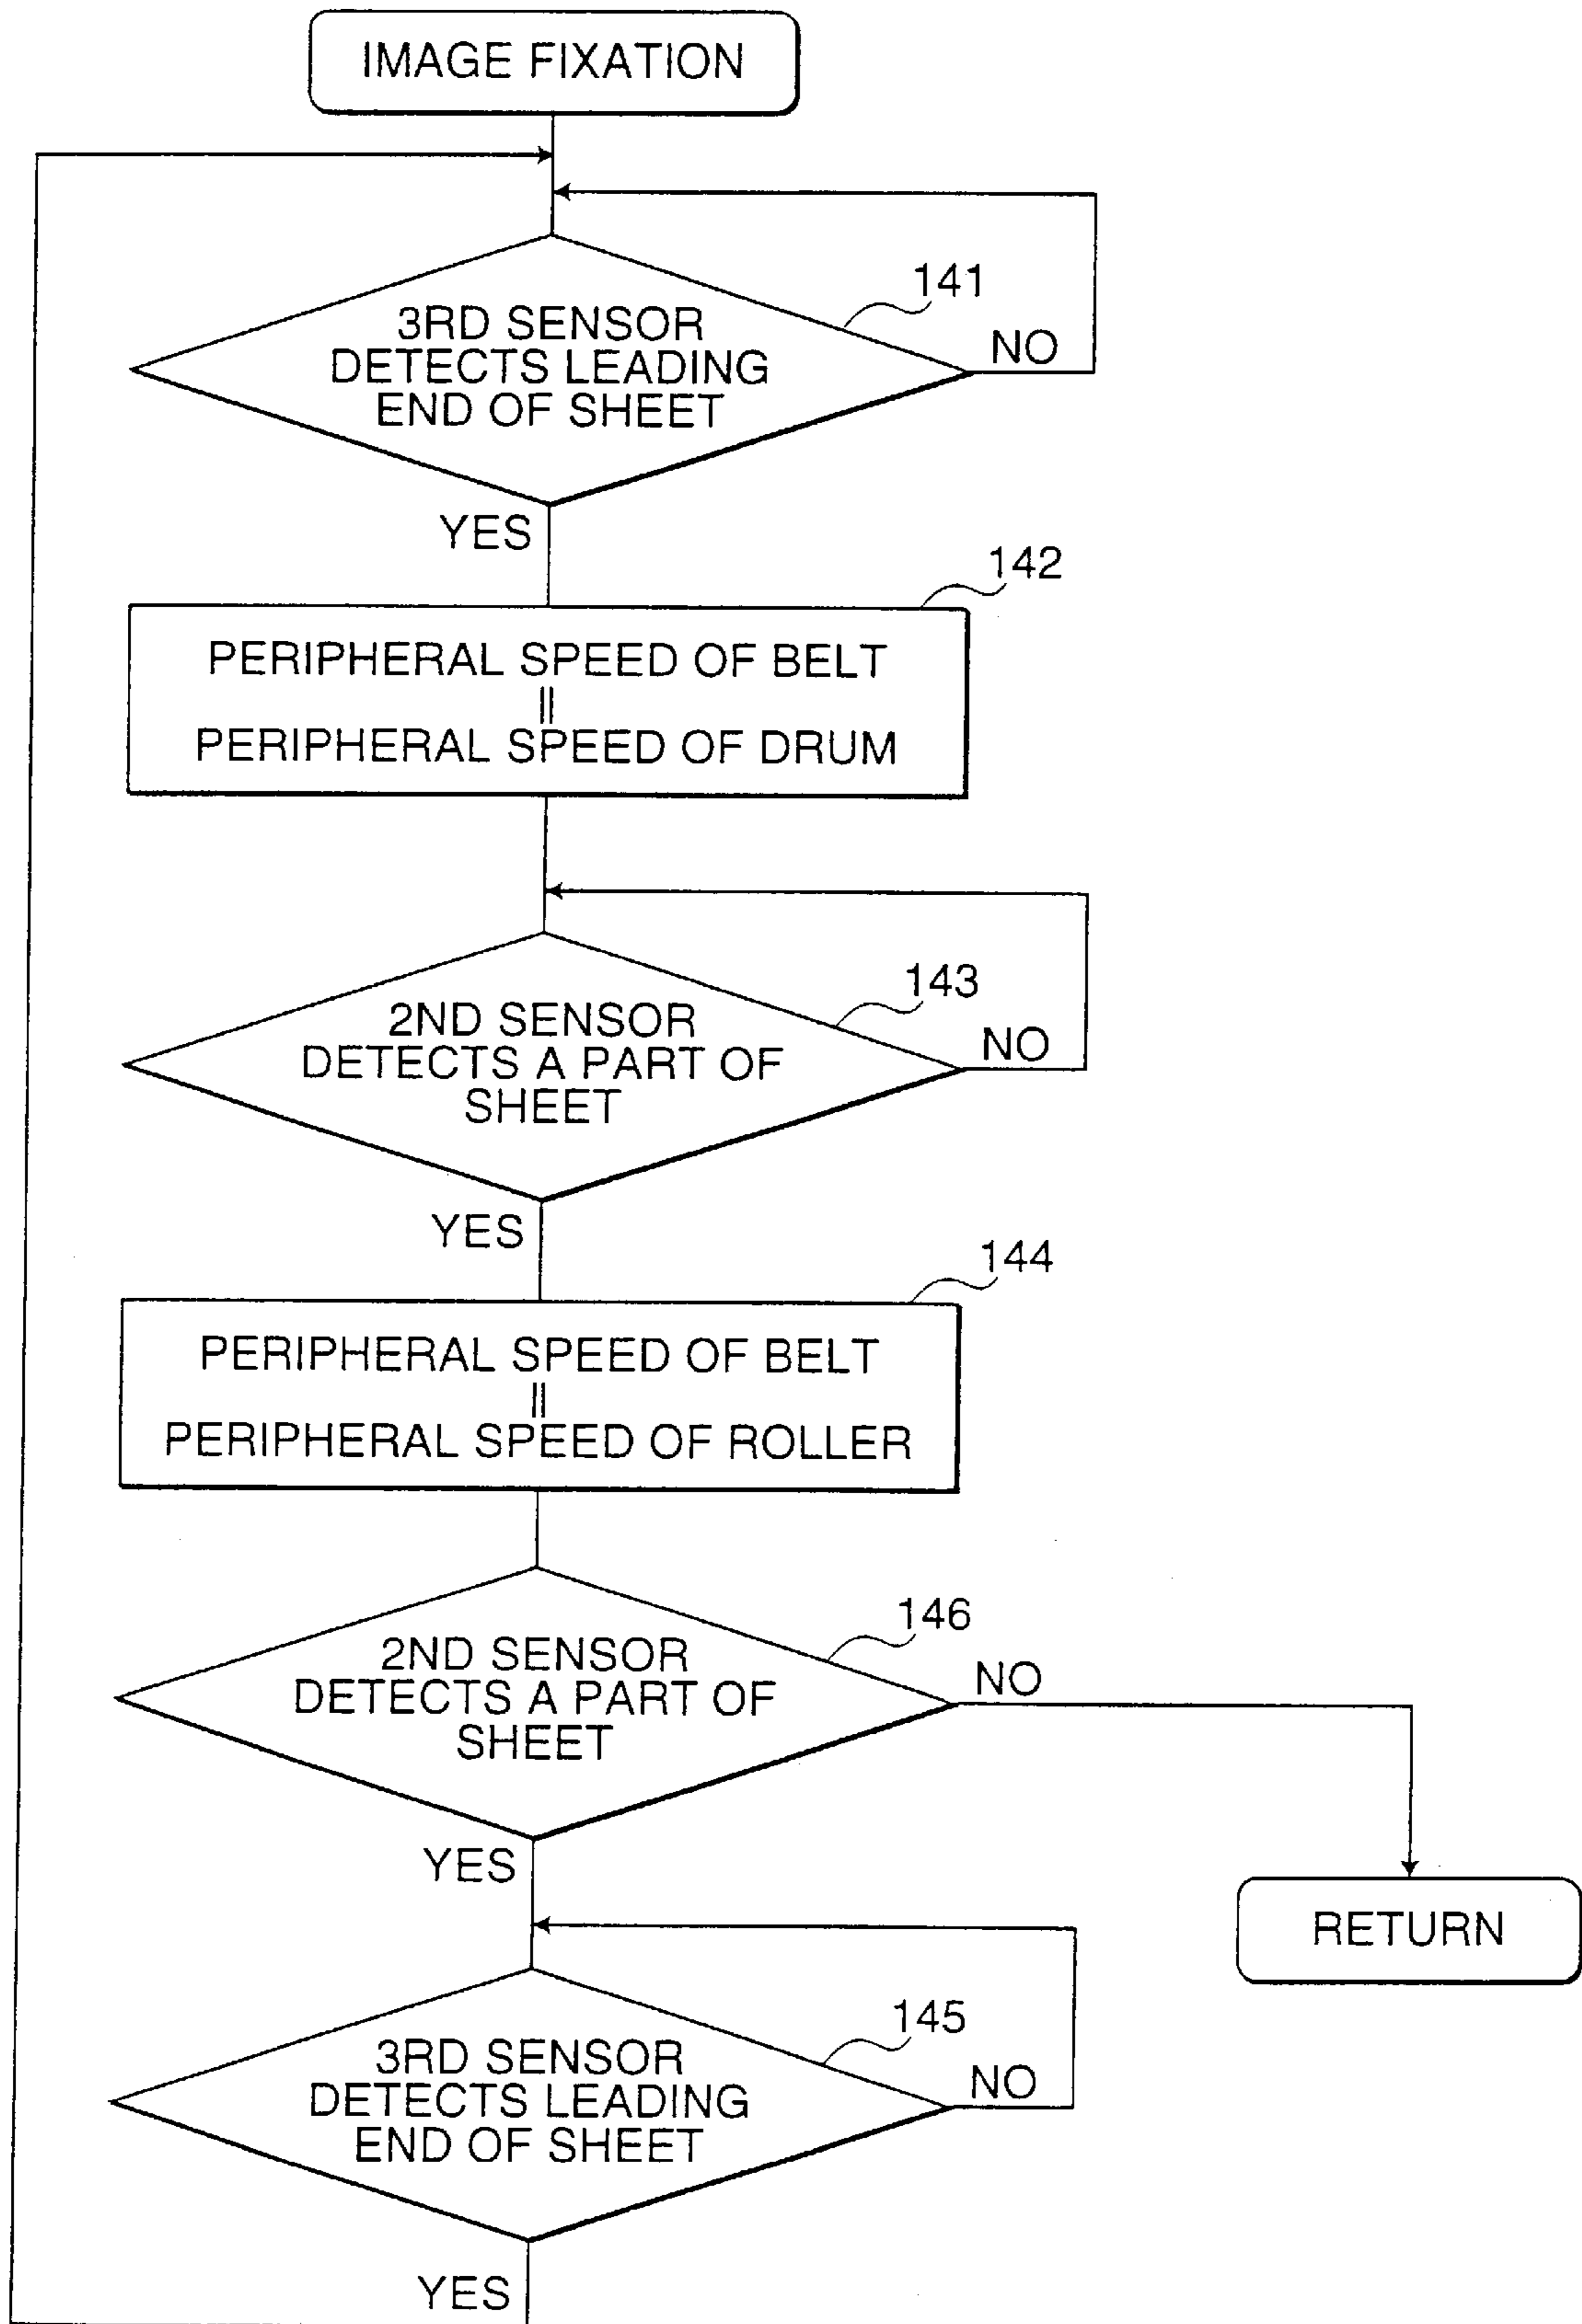 IMAGE FIXATION
141
3RD SENSOR
DETECTS LEADING
END OF SHEET
NO
YES
142
PERIPHERAL SPEED OF BELT
=
PERIPHERAL SPEED OF DRUM
143
2ND SENSOR
DETECTS A PART OF
SHEET
NO
YES
144
PERIPHERAL SPEED OF BELT
=
PERIPHERAL SPEED OF ROLLER
146
2ND SENSOR
DETECTS A PART OF
SHEET
NO
YES
RETURN
145
3RD SENSOR
DETECTS LEADING
END OF SHEET
NO
YES